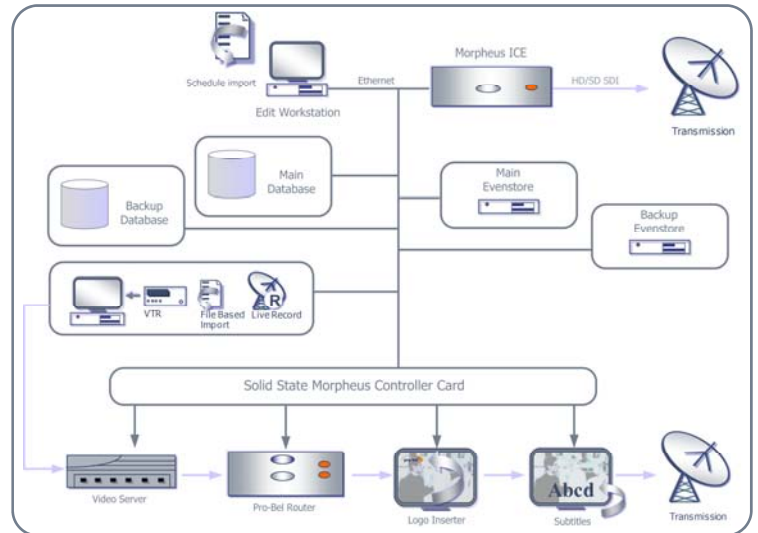 Schedule import
Edit Workstation
Ethernet
Morpheus ICE
HD/SD SDI
Transmission
Main
Database
Backup
Database
Main
Evenstore
Backup
Evenstore
VTR
File Based
Import
Live Record
R
Solid State Morpheus Controller Card
Video Server
Pro-Bel Router
Logo Inserter
Abcd
Subtitles
Transmission